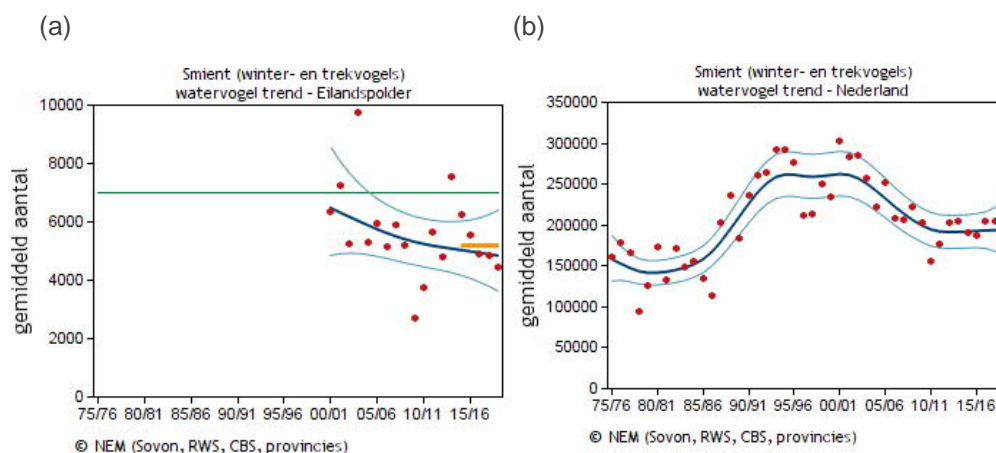 (a)
Smient (winter- en trekvogels)
watervogel trend - Eilandspolder
gemiddeld aantal
10000
8000
6000
4000
2000
0
75/76 80/81 85/86 90/91 95/96 00/01 05/06 10/11 15/16
© NEM (Sovon, RWS, CBS, provincies)
(b)
Smient (winter- en trekvogels)
watervogel trend - Nederland
gemiddeld aantal
350000
300000
250000
200000
150000
100000
50000
0
75/76 80/81 85/86 90/91 95/96 00/01 05/06 10/11 15/16
© NEM (Sovon, RWS, CBS, provincies)